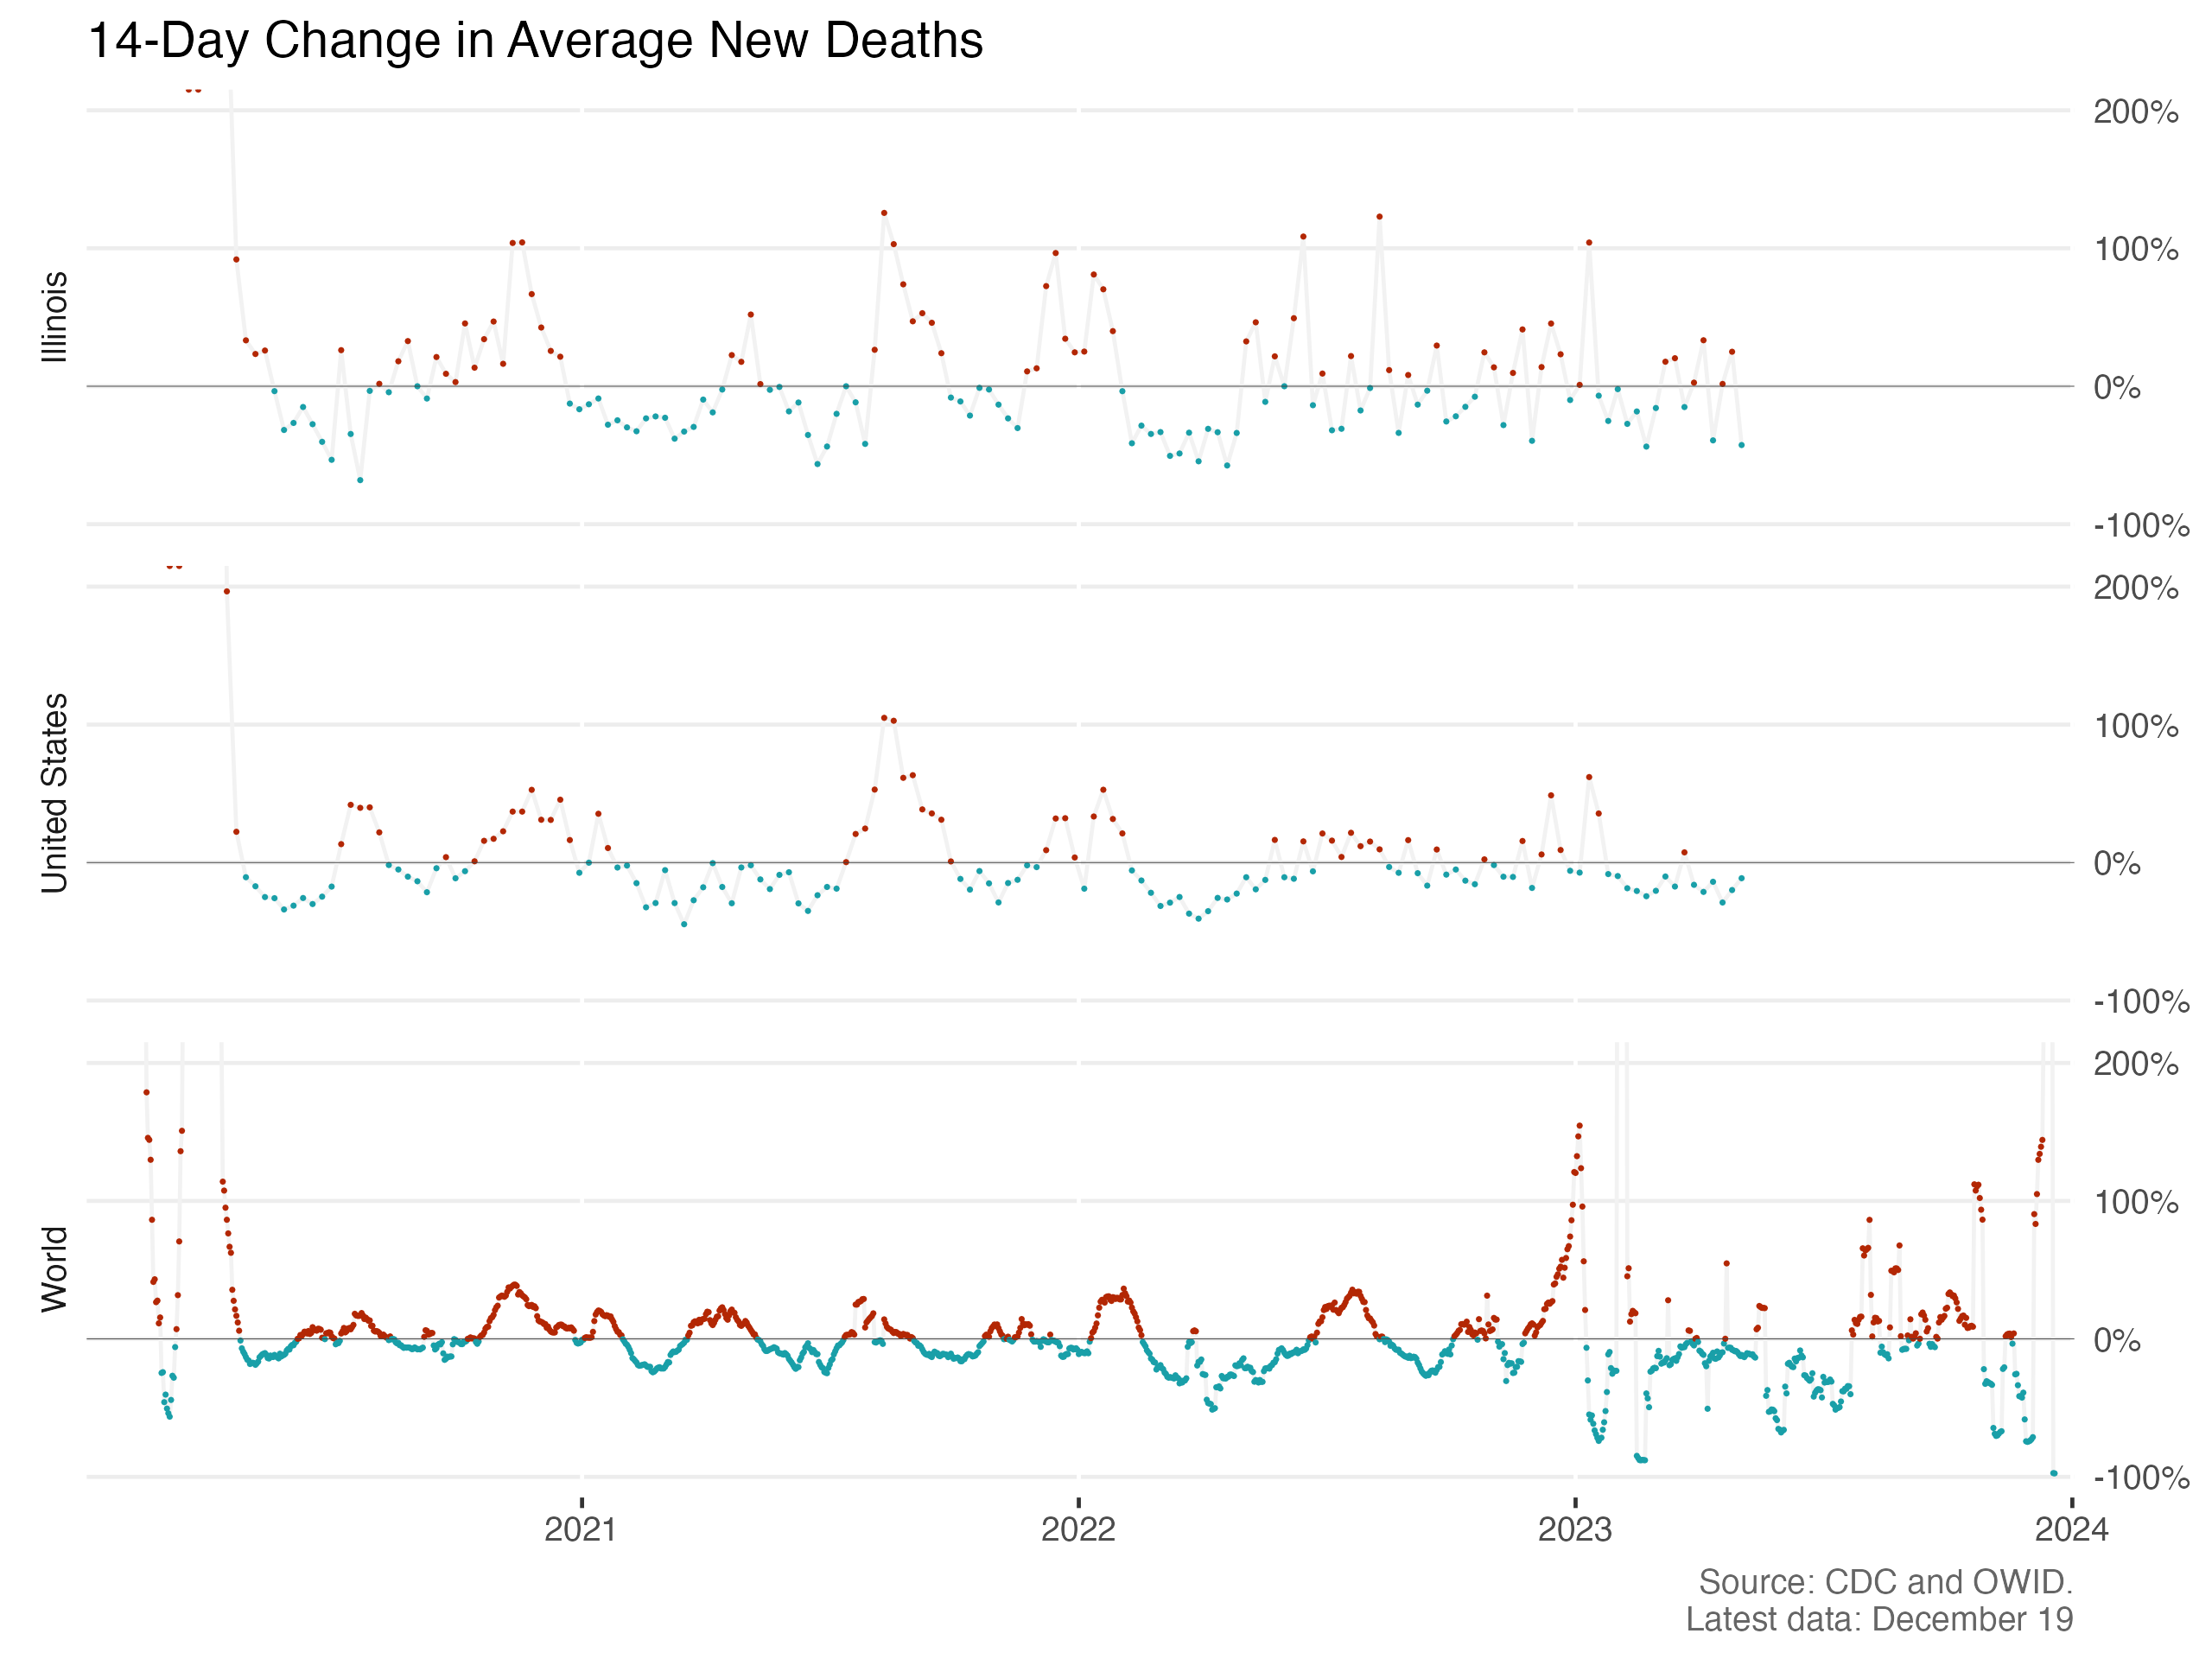 14-Day Change in Average New Deaths
Illinois
200%
100%
0%
-100%
United States
200%
100%
0%
-100%
World
200%
100%
0%
-100%
2021
2022
2023
2024
Source: CDC and OWID.
Latest data: December 19